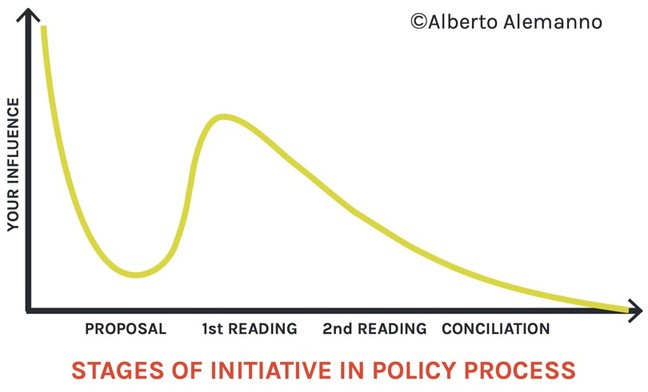 ©Alberto Alemanno
YOUR INFLUENCE
PROPOSAL 1st READING 2nd READING CONCILIATION
STAGES OF INITIATIVE IN POLICY PROCESS